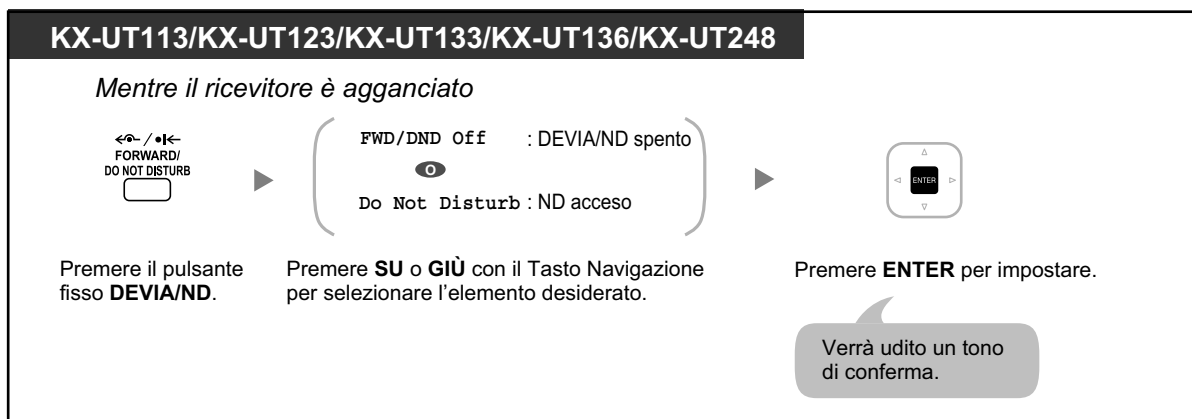 KX-UT113/KX-UT123/KX-UT133/KX-UT136/KX-UT248
Mentre il ricevitore è agganciato
FORWARD/
DO NOT DISTURB
FWD/DND Off : DEVIA/ND spento
O
Do Not Disturb : ND acceso
ENTER
Premere il pulsante
fisso DEVIA/ND.
Premere SU o GIÙ con il Tasto Navigazione
per selezionare l'elemento desiderato.
Premere ENTER per impostare.
Verrà udito un tono
di conferma.